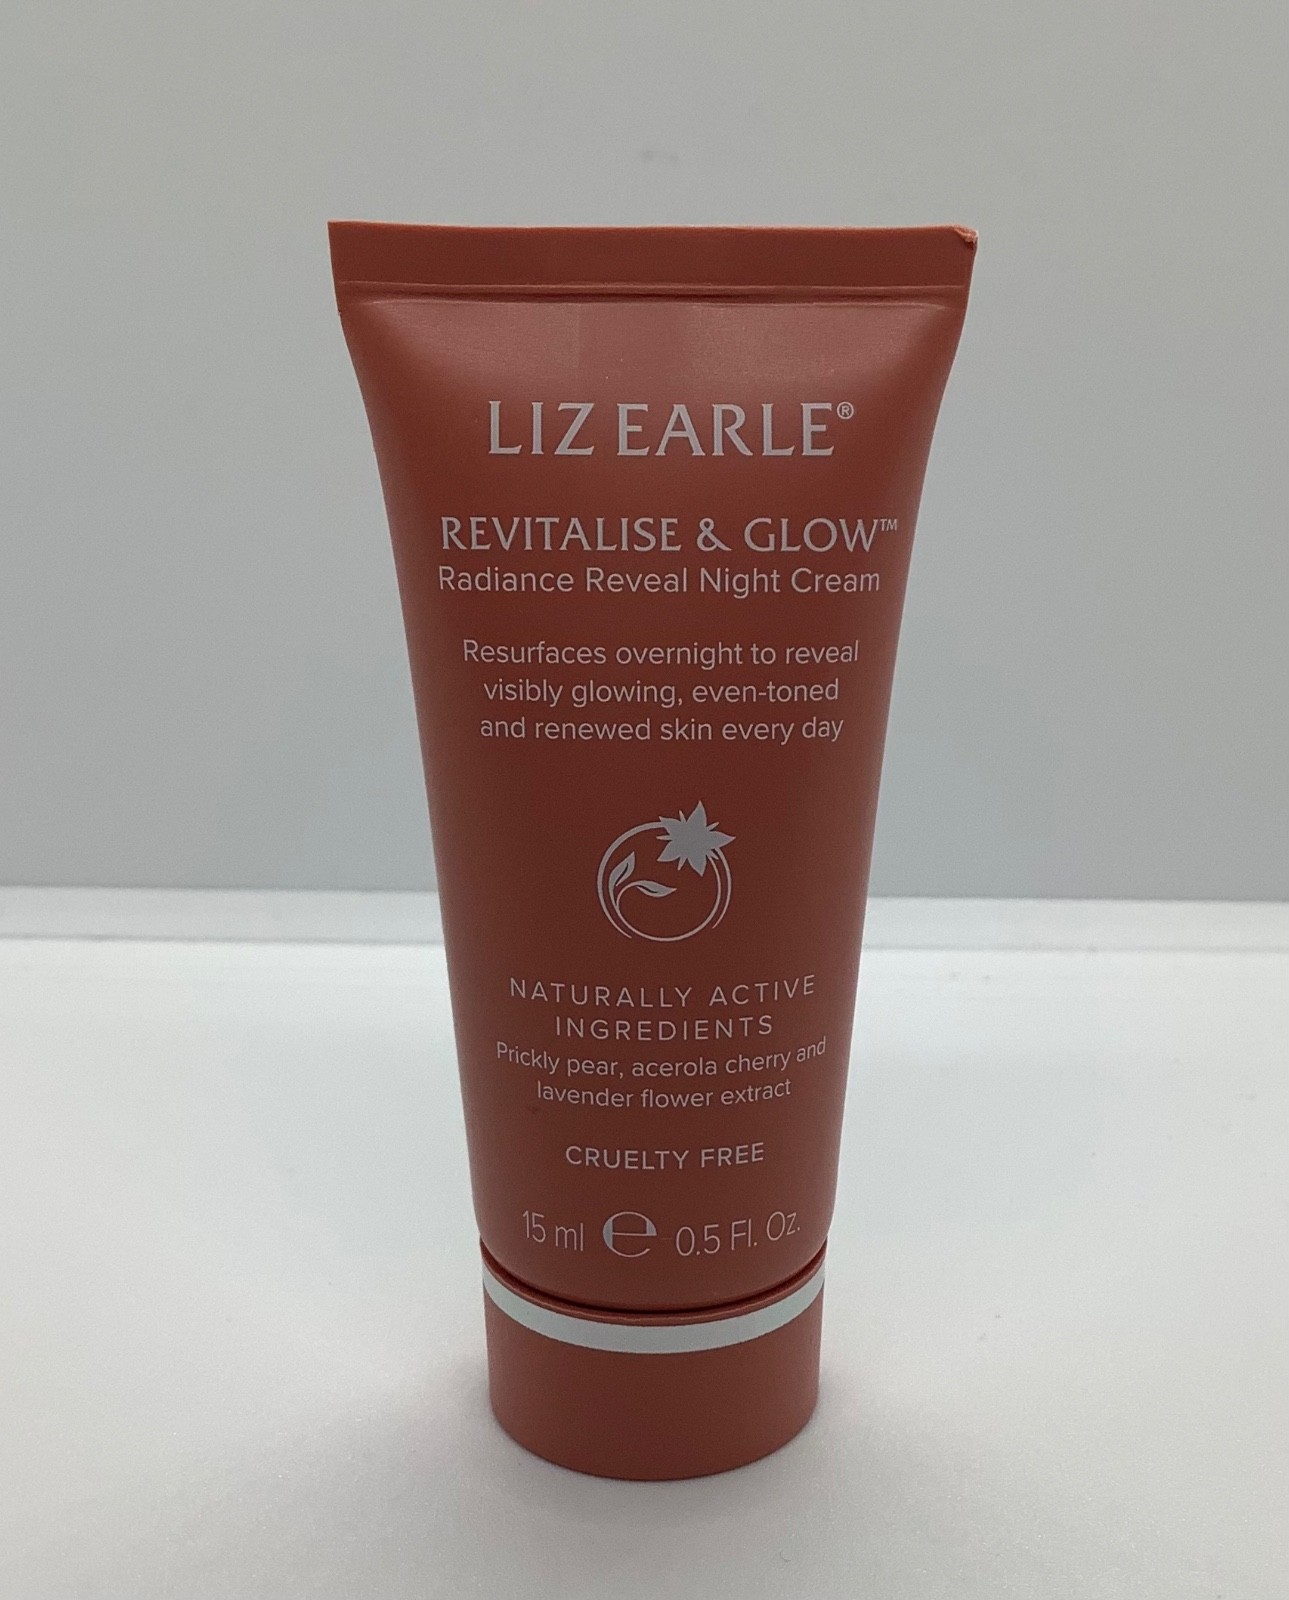 LIZ EARLE®
REVITALISE & GLOW™
Radiance Reveal Night Cream
Resurfaces overnight to reveal
visibly glowing, even-toned
and renewed skin every day
NATURALLY ACTIVE
INGREDIENTS
Prickly pear, acerola cherry and
lavender flower extract
CRUELTY FREE
15 ml ℮ 0.5 Fl. Oz.